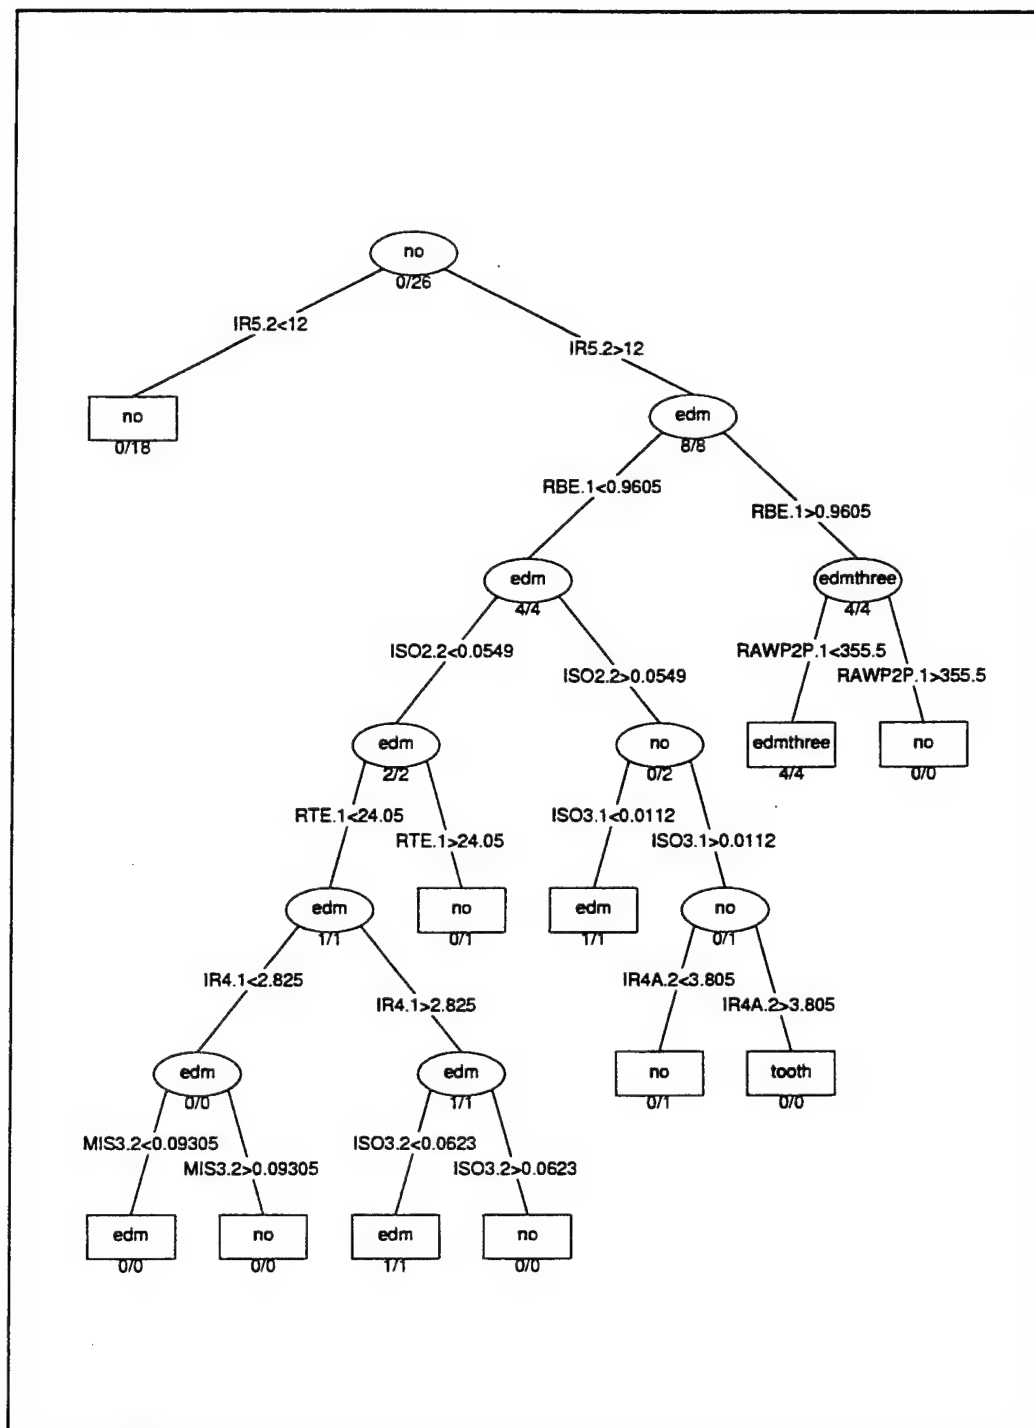 no
0/26
IR5.2<12
IR5.2>12
no
0/18
edm
8/8
RBE.1<0.9605
RBE.1>0.9605
edm
4/4
edmthree
4/4
ISO2.2<0.0549
ISO2.2>0.0549
RAWP2P.1<355.5
RAWP2P.1>355.5
edm
2/2
no
0/2
edmthree
4/4
no
0/0
RTE.1<24.05
RTE.1>24.05
ISO3.1<0.0112
ISO3.1>0.0112
edm
1/1
no
0/1
edm
1/1
no
0/1
IR4.1<2.825
IR4.1>2.825
IR4A.2<3.805
IR4A.2>3.805
edm
0/0
edm
1/1
no
0/1
tooth
0/0
MIS3.2<0.09305
MIS3.2>0.09305
ISO3.2<0.0623
ISO3.2>0.0623
edm
0/0
no
0/0
edm
1/1
no
0/0